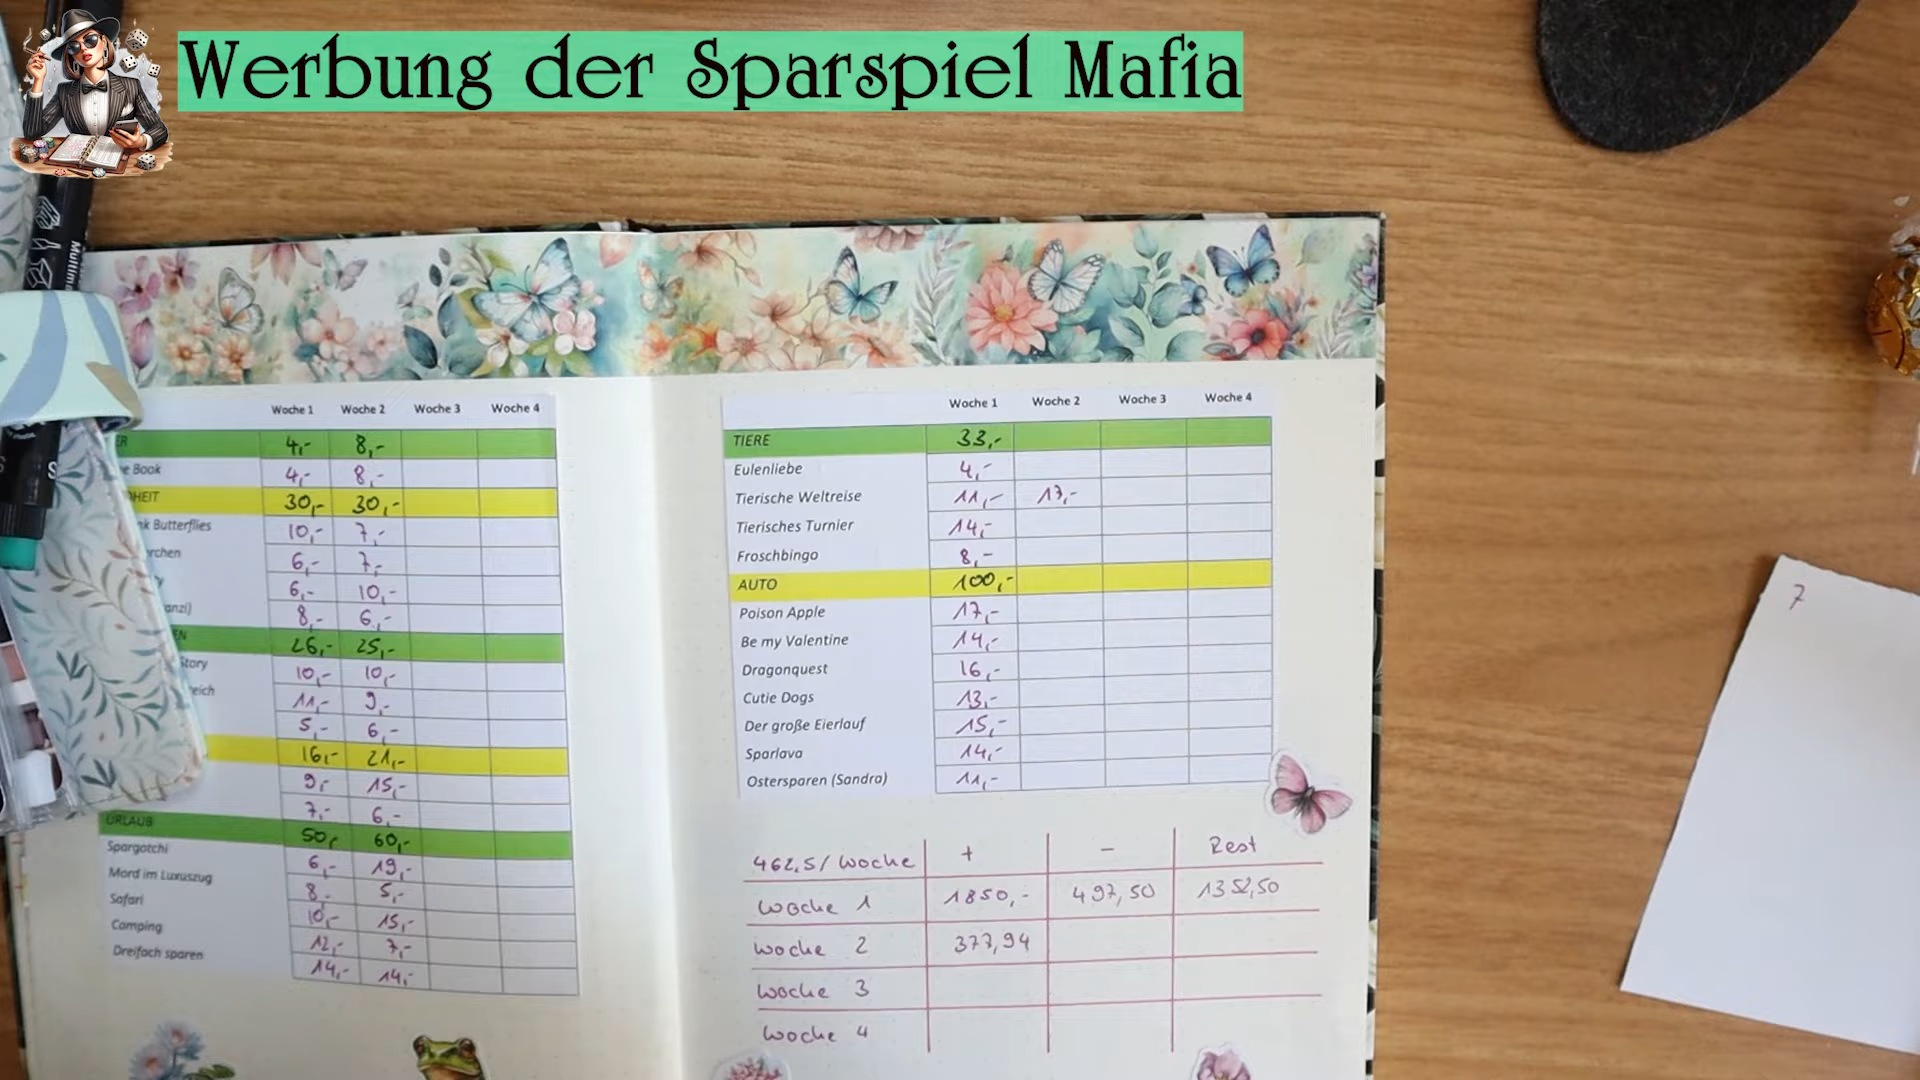 Werbung der Sparspiel Mafia
Woche 1 Woche 2 Woche 3 Woche 4
4,- 8,-
Book 4,- 8,-
30,- 30,-
Butterflies 10,- 7,-
6,- 7,-
6,- 10,-
8,- 6,-
26,- 25,-
Story 10,- 10,-
11,- 9,-
5,- 6,-
16,- 21,-
9,- 15,-
7,- 6,-
URLAUB 50,- 60,-
Spargotchi 6,- 19,-
Mord im Luxuszug 8,- 5,-
Safari 10,- 15,-
Camping 12,- 7,-
Dreifach sparen 14,- 14,-
Woche 1 Woche 2 Woche 3 Woche 4
TIERE 33,-
Eulenliebe 4,-
Tierische Weltreise 11,- 17,-
Tierisches Turnier 14,-
Froschbingo 8,-
AUTO 100,-
Poison Apple 17,-
Be my Valentine 14,-
Dragonquest 16,-
Cutie Dogs 13,-
Der große Eierlauf 15,-
Sparlava 14,-
Ostersparen (Sandra) 11,-
462,5/Woche + - Rest
Woche 1 1850,- 497,50 1352,50
Woche 2 377,94
Woche 3
Woche 4
7